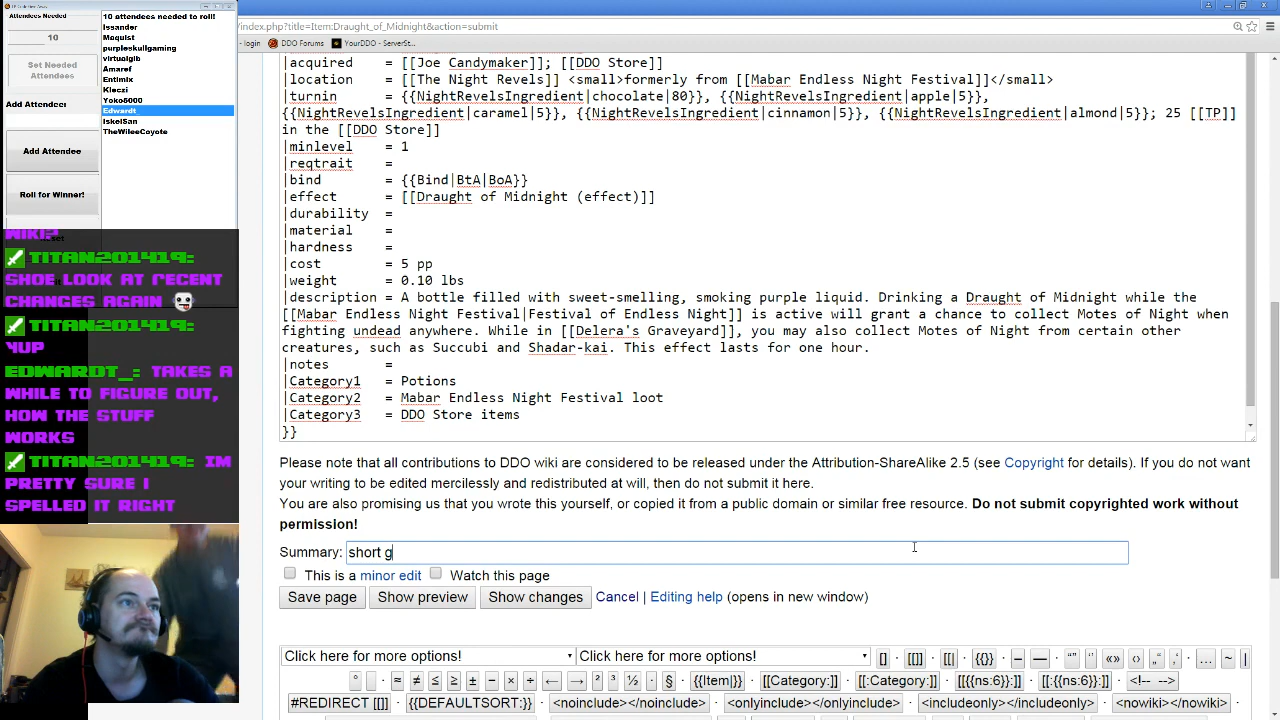 Attendees Needed
10
Set Needed
Attendees
Add Attendee:
Add Attendee
Roll for Winner!
10 attendees needed to roll!
Issander
Moquist
purpleskullgaming
virtualgib
Amaref
Entimix
Kleczi
Yoko5000
Edwardt
IskelSan
TheWileeCoyote
WIKI?
TITAN201419:
SHOE LOOK AT RECENT
CHANGES AGAIN
TITAN201419:
YUP
EDWARDT_: TAKES A
WHILE TO FIGURE OUT,
HOW THE STUFF
WORKS
TITAN201419: IM
PRETTY SURE I
SPELLED IT RIGHT
/index.php?title=Item:Draught_of_Midnight&action=submit
- login DDO Forums YourDDO - ServerSt...
|acquired = [[Joe Candymaker]]; [[DDO Store]]
|location = [[The Night Revels]] <small>formerly from [[Mabar Endless Night Festival]]</small>
|turnin = {{NightRevelsIngredient|chocolate|80}}, {{NightRevelsIngredient|apple|5}},
{{NightRevelsIngredient|caramel|5}}, {{NightRevelsIngredient|cinnamon|5}}, {{NightRevelsIngredient|almond|5}}; 25 [[TP]]
in the [[DDO Store]]
|minlevel = 1
|reqtrait =
|bind = {{Bind|BtA|BoA}}
|effect = [[Draught of Midnight (effect)]]
|durability =
|material =
|hardness =
|cost = 5 pp
|weight = 0.10 lbs
|description = A bottle filled with sweet-smiling, smoking purple liquid. Drinking a Draught of Midnight while the
[[Mabar Endless Night Festival|Festival of Endless Night]] is active will grant a chance to collect Motes of Night when
fighting undead anywhere. While in [[Delera's Graveyard]], you may also collect Motes of Night from certain other
creatures, such as Succubi and Shadar-kai. This effect lasts for one hour.
|notes =
|Category1 = Potions
|Category2 = Mabar Endless Night Festival loot
|Category3 = DDO Store items
}}
Please note that all contributions to DDO wiki are considered to be released under the Attribution-ShareAlike 2.5 (see Copyright for details). If you do not want
your writing to be edited mercilessly and redistributed at will, then do not submit it here.
You are also promising us that you wrote this yourself, or copied it from a public domain or similar free resource. Do not submit copyrighted work without
permission!
Summary: short g
This is a minor edit Watch this page
Save page Show preview Show changes Cancel | Editing help (opens in new window)
Click here for more options! Click here for more options! [] · [[]] · [[| · {{}} · – · — · “” · ‘’ · «» · ‹› · „“ · ‚‘ · … · ~ · |
° · · ≈ · ≠ · ≤ · ≥ · ± · − · × · ÷ · ← · → · ² · ³ · ½ · · · § · {{Item|}} · [[Category:]] · [[:Category:]] · [[{{ns:6}}:]] · [[:{{ns:6}}:]] · <!-- -->
#REDIRECT [[]] · {{DEFAULTSORT:}} · <noinclude></noinclude> · <onlyinclude></onlyinclude> · <includeonly></includeonly> · <nowiki></nowiki> ·